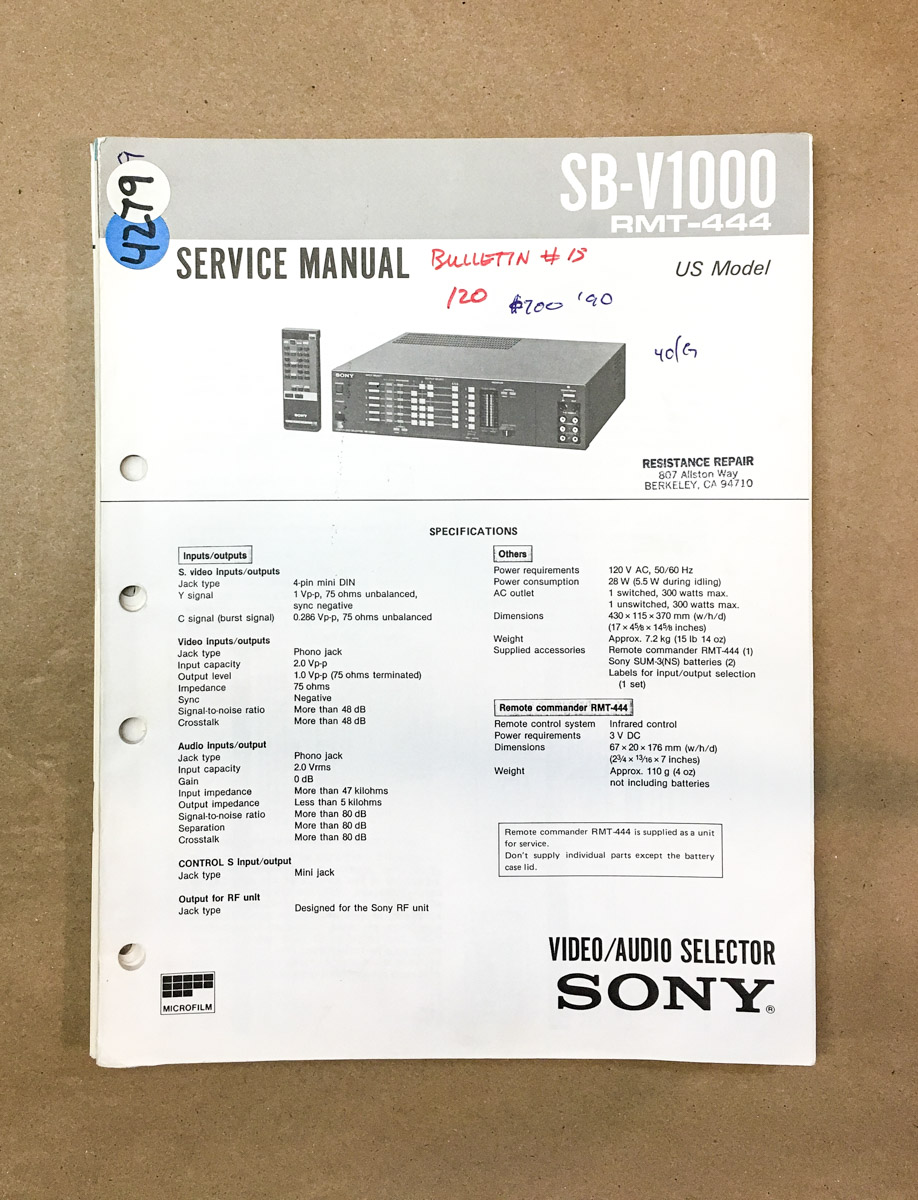 4279
9
SB-V1000
RMT-444
SERVICE MANUAL
BULLETIN # 15
US Model
120
$700 '90
40/G
SONY
SONY
RESISTANCE REPAIR
807 Allston Way
BERKELEY, CA 94710
SPECIFICATIONS
Inputs/outputs
S. video Inputs/outputs
Jack type 4-pin mini DIN
Y signal 1 Vp-p, 75 ohms unbalanced,
sync negative
C signal (burst signal) 0.286 Vp-p, 75 ohms unbalanced
Video inputs/outputs
Jack type Phono jack
Input capacity 2.0 Vp-p
Output level 1.0 Vp-p (75 ohms terminated)
Impedance 75 ohms
Sync Negative
Signal-to-noise ratio More than 48 dB
Crosstalk More than 48 dB
Audio inputs/output
Jack type Phono jack
Input capacity 2.0 Vrms
Gain 0 dB
Input impedance More than 47 kilohms
Output impedance Less than 5 kilohms
Signal-to-noise ratio More than 80 dB
Separation More than 80 dB
Crosstalk More than 80 dB
CONTROL S Input/output
Jack type Mini jack
Output for RF unit
Jack type Designed for the Sony RF unit
Others
Power requirements 120 V AC, 50/60 Hz
Power consumption 28 W (5.5 W during idling)
AC outlet 1 switched, 300 watts max.
1 unswitched, 300 watts max.
Dimensions 430 × 115 × 370 mm (w/h/d)
(17 × 4 5/8 × 14 5/8 inches)
Weight Approx. 7.2 kg (15 lb 14 oz)
Supplied accessories Remote commander RMT-444 (1)
Sony SUM-3(NS) batteries (2)
Labels for input/output selection
(1 set)
Remote commander RMT-444
Remote control system Infrared control
Power requirements 3 V DC
Dimensions 67 × 20 × 176 mm (w/h/d)
(2 3/4 × 13/16 × 7 inches)
Weight Approx. 110 g (4 oz)
not including batteries
Remote commander RMT-444 is supplied as a unit
for service.
Don't supply individual parts except the battery
case lid.
MICROFILM
VIDEO/AUDIO SELECTOR
SONY®